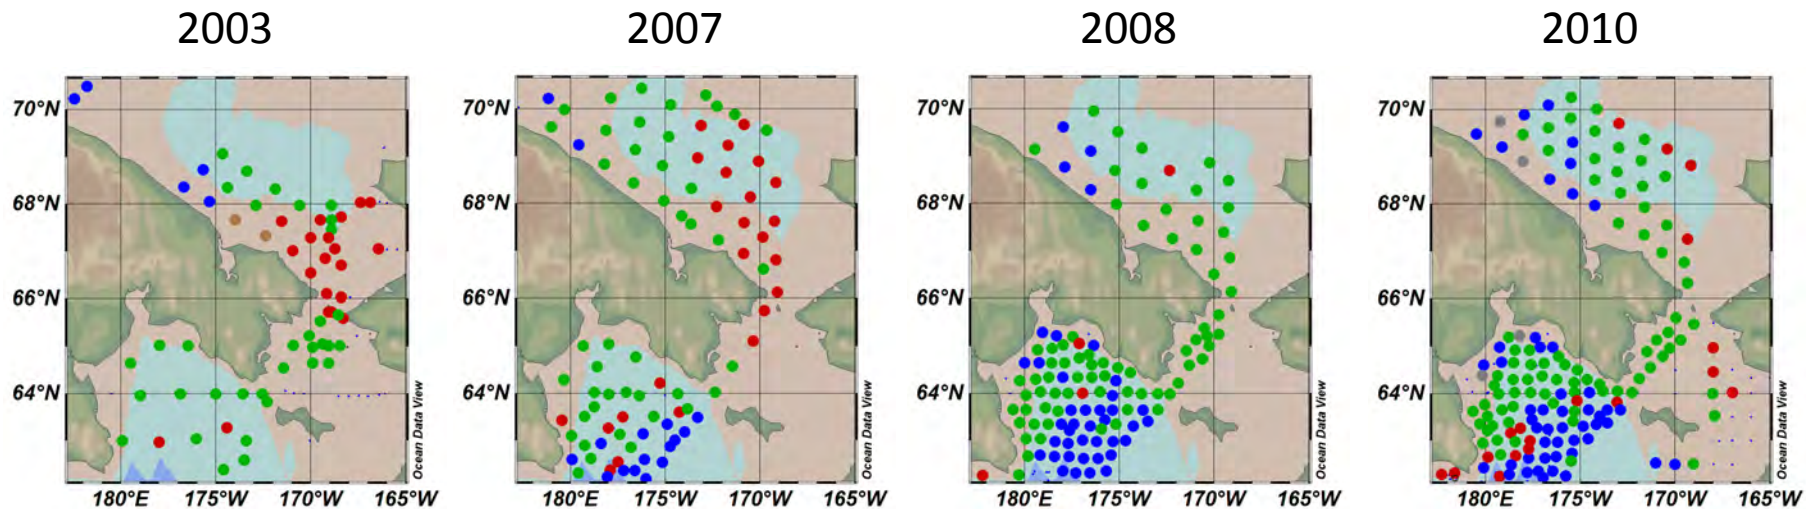 2003 2007 2008 2010
70°N 70°N 70°N 70°N
68°N 68°N 68°N 68°N
66°N 66°N 66°N 66°N
64°N 64°N 64°N 64°N
Ocean Data View Ocean Data View Ocean Data View Ocean Data View
180°E 175°W 170°W 165°W 180°E 175°W 170°W 165°W 180°E 175°W 170°W 165°W 180°E 175°W 170°W 165°W